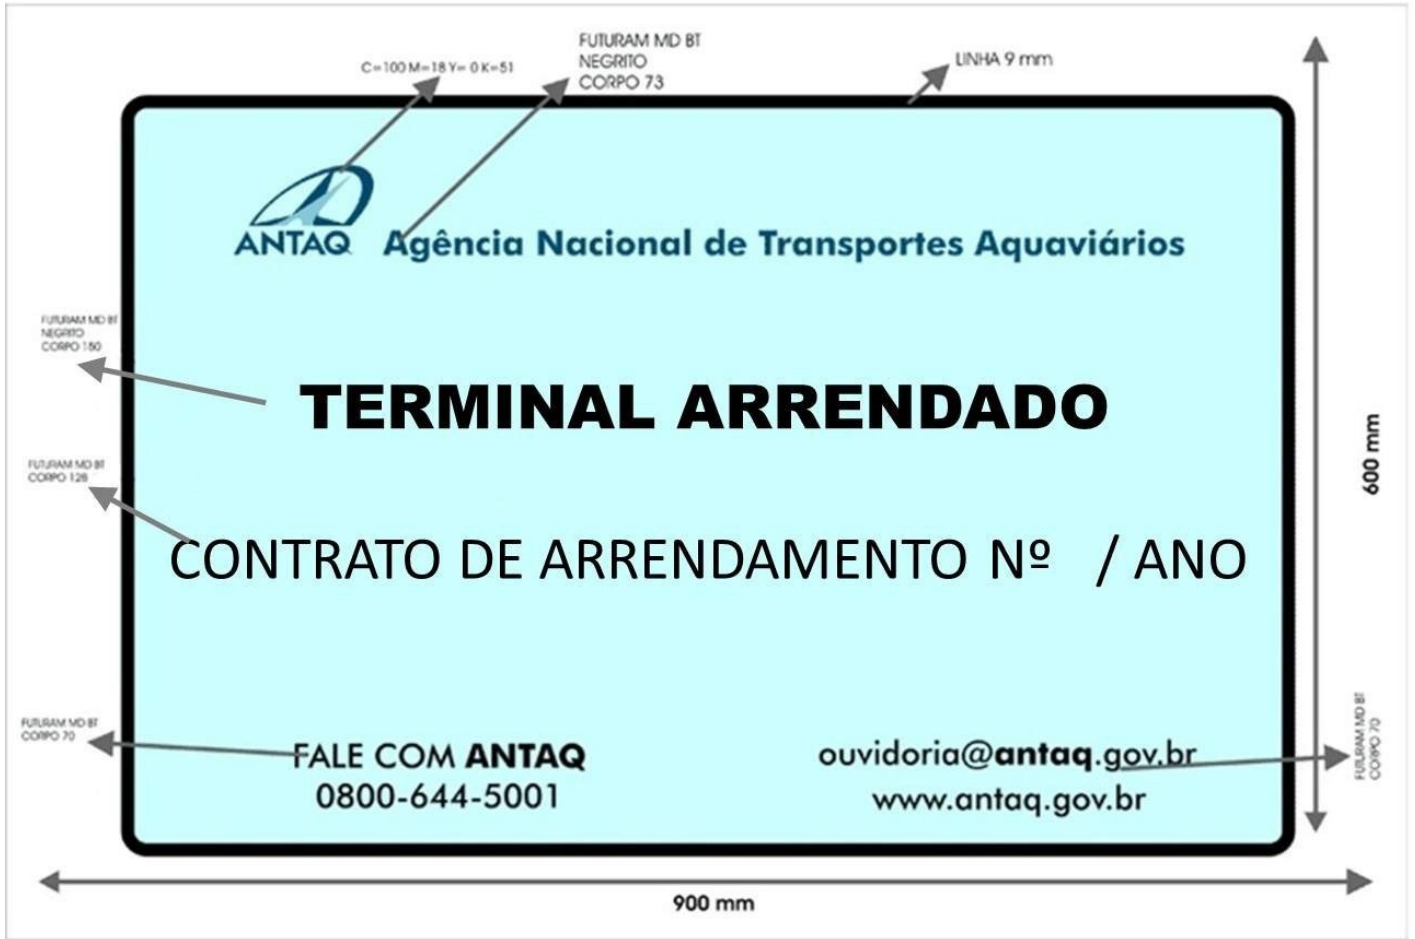 FUTURAM MD BT
NEGRITO
CORPO 73
C=100 M=18 Y= 0 K=51
LINHA 9 mm
ANTAQ Agência Nacional de Transportes Aquaviários
FUTURAM MD BT
NEGRITO
CORPO 150
TERMINAL ARRENDADO
600 mm
FUTURAM MD BT
CORPO 128
CONTRATO DE ARRENDAMENTO Nº / ANO
FUTURAM MD BT
CORPO 70
FALE COM ANTAQ
0800-644-5001
ouvidoria@antaq.gov.br
www.antaq.gov.br
FUTURAM MD BT
CORPO 70
900 mm